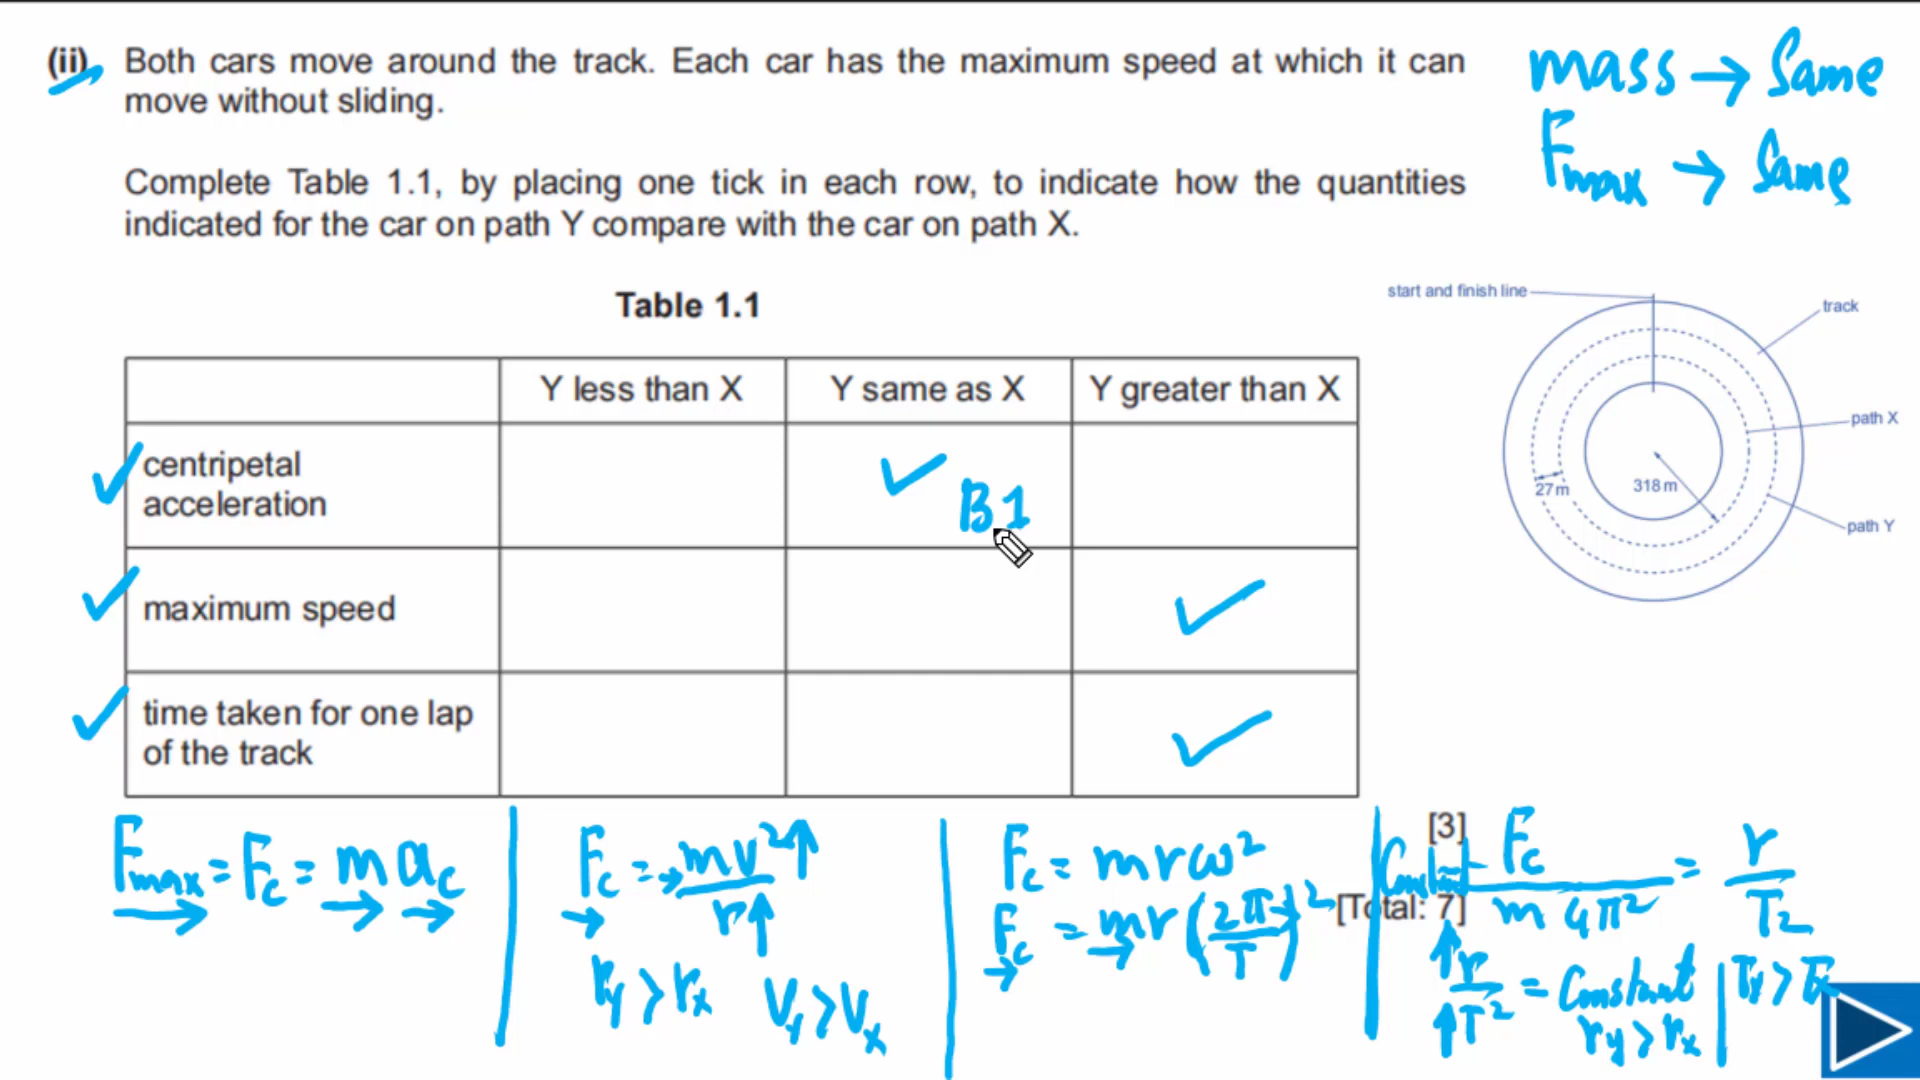 (ii) Both cars move around the track. Each car has the maximum speed at which it can
move without sliding.
mass → Same
Fmax → Same
Complete Table 1.1, by placing one tick in each row, to indicate how the quantities
indicated for the car on path Y compare with the car on path X.
Table 1.1
Y less than X Y same as X Y greater than X
centripetal
acceleration ✓ B1
maximum speed ✓
time taken for one lap
of the track ✓
start and finish line
track
path X
27 m
318 m
path Y
[3]
[Total: 7]
Fmax = Fc = m ac
Fc = mv²↑ / r↑
ry > rx Vy > Vx
Fc = mrω²
Fc = mr(2π/T)²
Constant Fc / m 4π² = r / T2
↑r / ↑T² = Constant
ry > rx | Ty > Tx